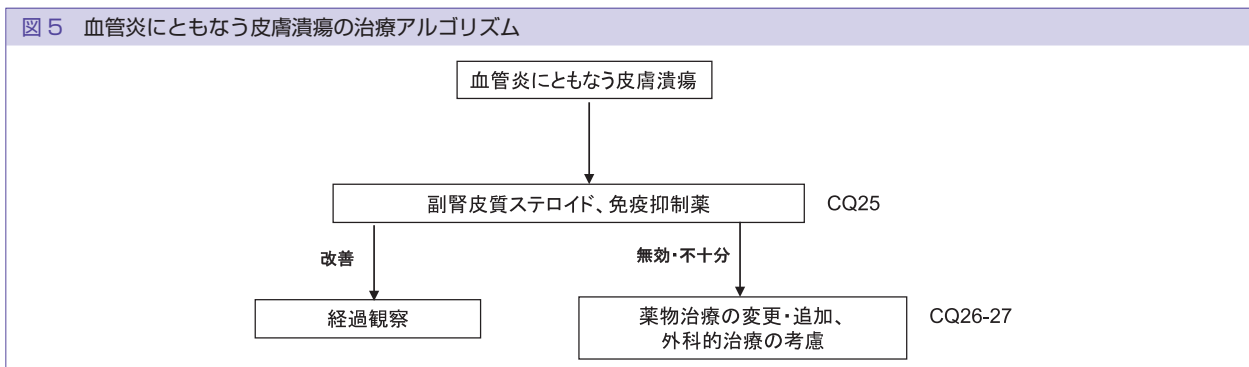 図5 血管炎にともなう皮膚潰瘍の治療アルゴリズム
血管炎にともなう皮膚潰瘍
副腎皮質ステロイド、免疫抑制薬 CQ25
改善 無効・不十分
経過観察
薬物治療の変更・追加、 CQ26-27
外科的治療の考慮